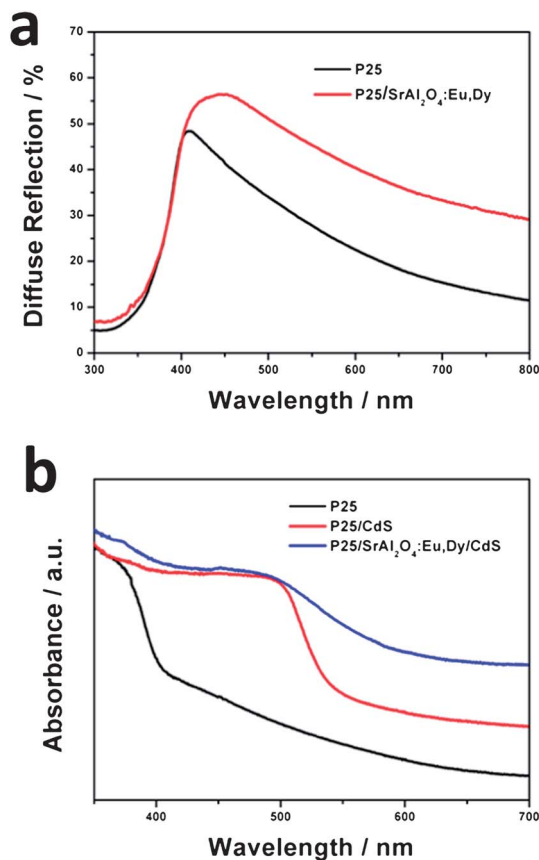 a
70
60
50
40
30
20
10
0
Diffuse Reflection / %
P25
P25/SrAl₂O₄:Eu,Dy
300 400 500 600 700 800
Wavelength / nm
b
Absorbance / a.u.
P25
P25/CdS
P25/SrAl₂O₄:Eu,Dy/CdS
400 500 600 700
Wavelength / nm